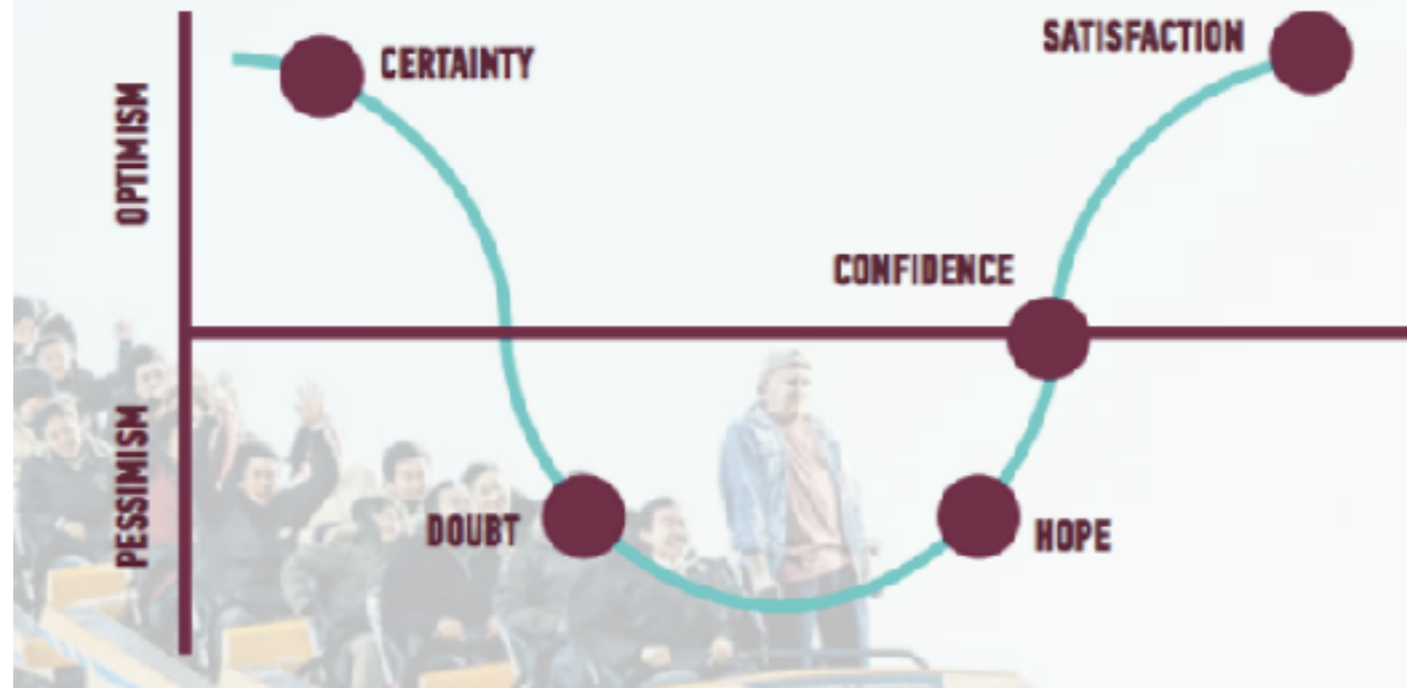 CERTAINTY
SATISFACTION
OPTIMISM
CONFIDENCE
PESSIMISM
DOUBT
HOPE